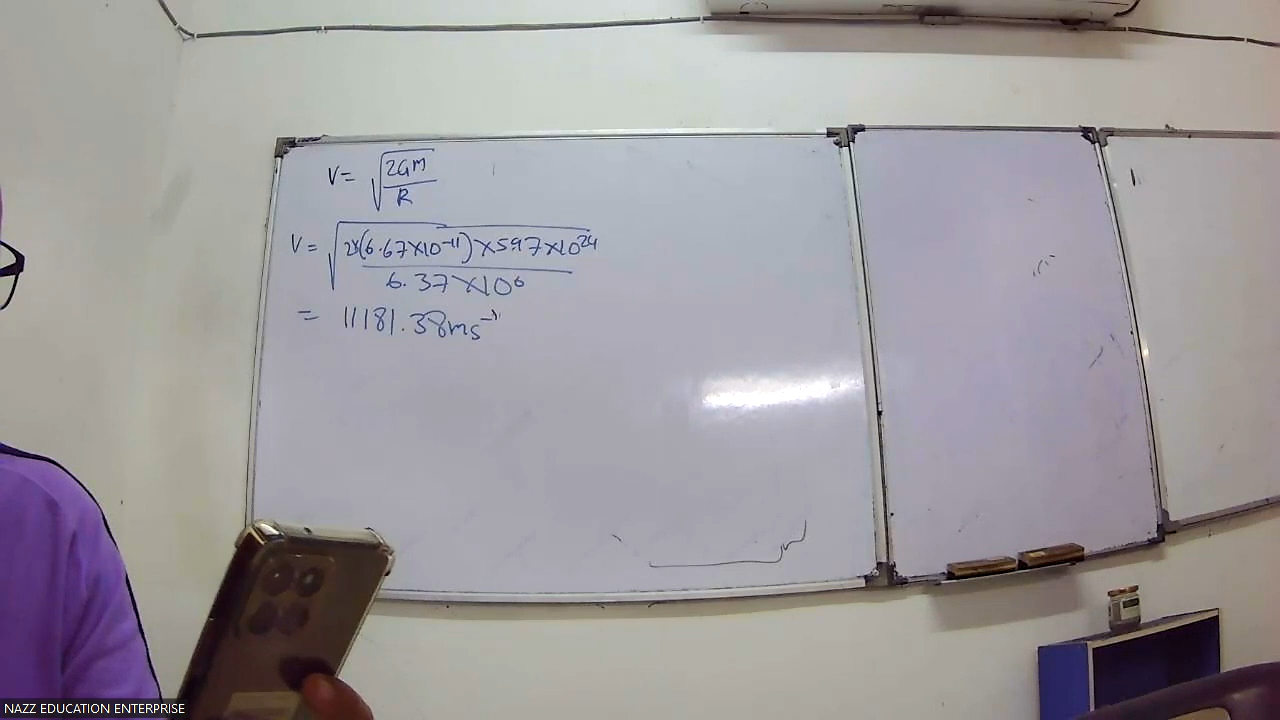 V = √(2GM/R)
V = √(2×(6.67×10⁻¹¹)×5.97×10²⁴/6.37×10⁶)
= 11181.38ms⁻¹
NAZZ EDUCATION ENTERPRISE